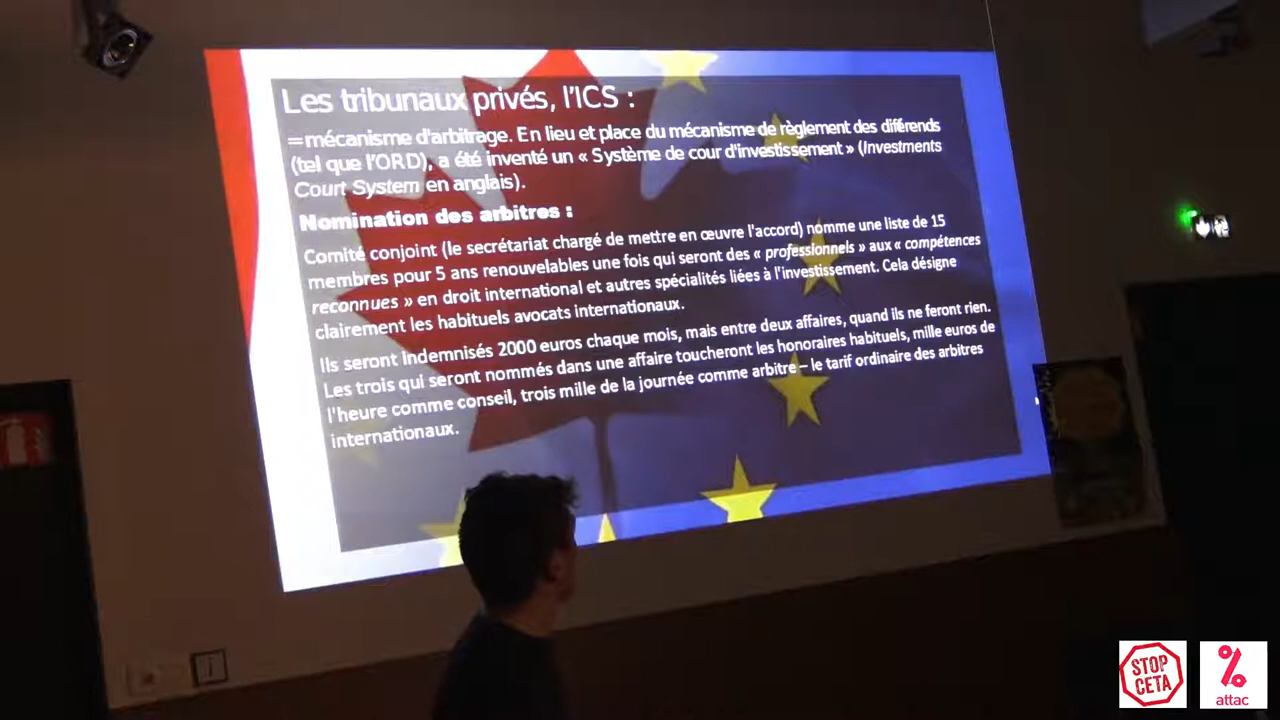 Les tribunaux privés, l'ICS :
=mécanisme d'arbitrage. En lieu et place du mécanisme de règlement des différends
(tel que l'ORD), a été inventé un « Système de cour d'investissement » (Investments
Court System en anglais).
Nomination des arbitres :
Comité conjoint (le secrétariat chargé de mettre en œuvre l'accord) nomme une liste de 15
membres pour 5 ans renouvelables une fois qui seront des « professionnels » aux « compétences
reconnues » en droit international et autres spécialités liées à l'investissement. Cela désigne
clairement les habituels avocats internationaux.
Ils seront indemnisés 2000 euros chaque mois, mais entre deux affaires, quand ils ne feront rien.
Les trois qui seront nommés dans une affaire toucheront les honoraires habituels, mille euros de
l'heure comme conseil, trois mille de la journée comme arbitre – le tarif ordinaire des arbitres
internationaux.
STOP
CETA
attac